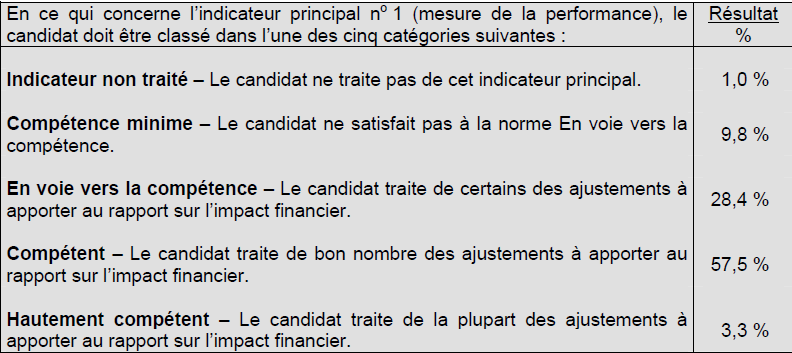 En ce qui concerne l'indicateur principal nº 1 (mesure de la performance), le
candidat doit être classé dans l'une des cinq catégories suivantes :
Résultat
%
Indicateur non traité – Le candidat ne traite pas de cet indicateur principal.
1,0 %
Compétence minime – Le candidat ne satisfait pas à la norme En voie vers la
compétence.
9,8 %
En voie vers la compétence – Le candidat traite de certains des ajustements à
apporter au rapport sur l'impact financier.
28,4 %
Compétent – Le candidat traite de bon nombre des ajustements à apporter au
rapport sur l'impact financier.
57,5 %
Hautement compétent – Le candidat traite de la plupart des ajustements à
apporter au rapport sur l'impact financier.
3,3 %